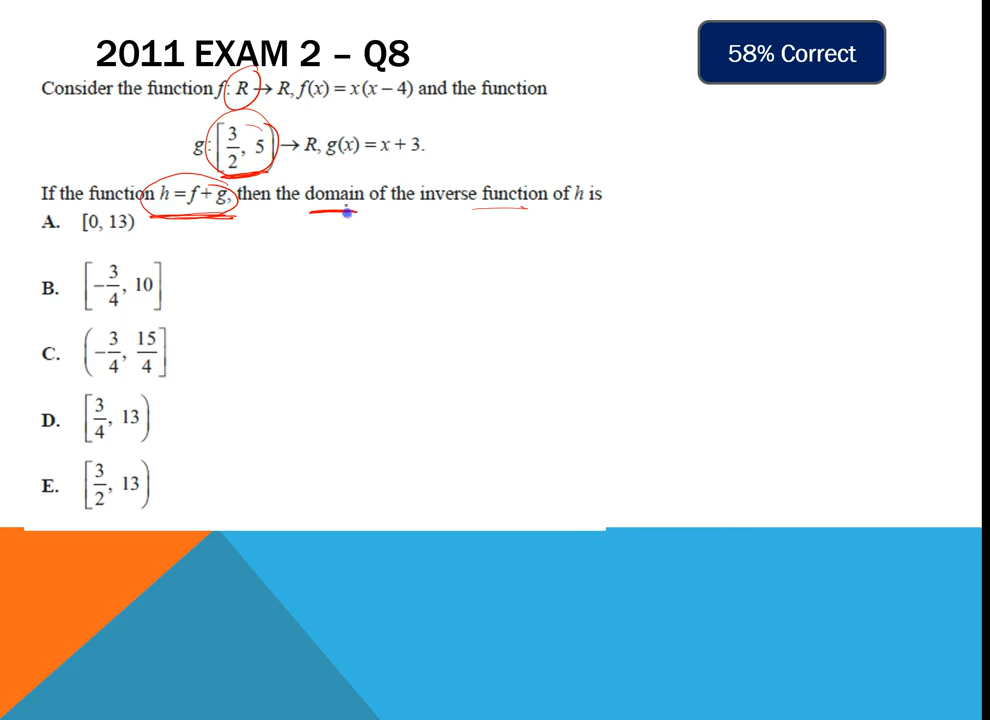 2011 EXAM 2 – Q8
58% Correct
Consider the function f: R → R, f(x) = x(x − 4) and the function
g: [3/2, 5) → R, g(x) = x + 3.
If the function h = f + g, then the domain of the inverse function of h is
A. [0, 13)
B. [−3/4, 10]
C. (−3/4, 15/4]
D. [3/4, 13)
E. [3/2, 13)